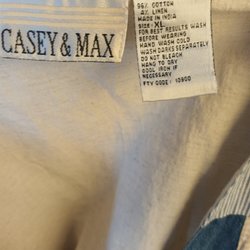 CASEY & MAX
96% COTTON
4% LINEN
MADE IN INDIA
SIZE: XL
FOR BEST RESULTS WASH
BEFORE WEARING
HAND WASH COLD
WASH DARKS SEPARATELY
DO NOT BLEACH
HANG TO DRY
COOL IRON IF
NECESSARY
FTY CODE: 10900